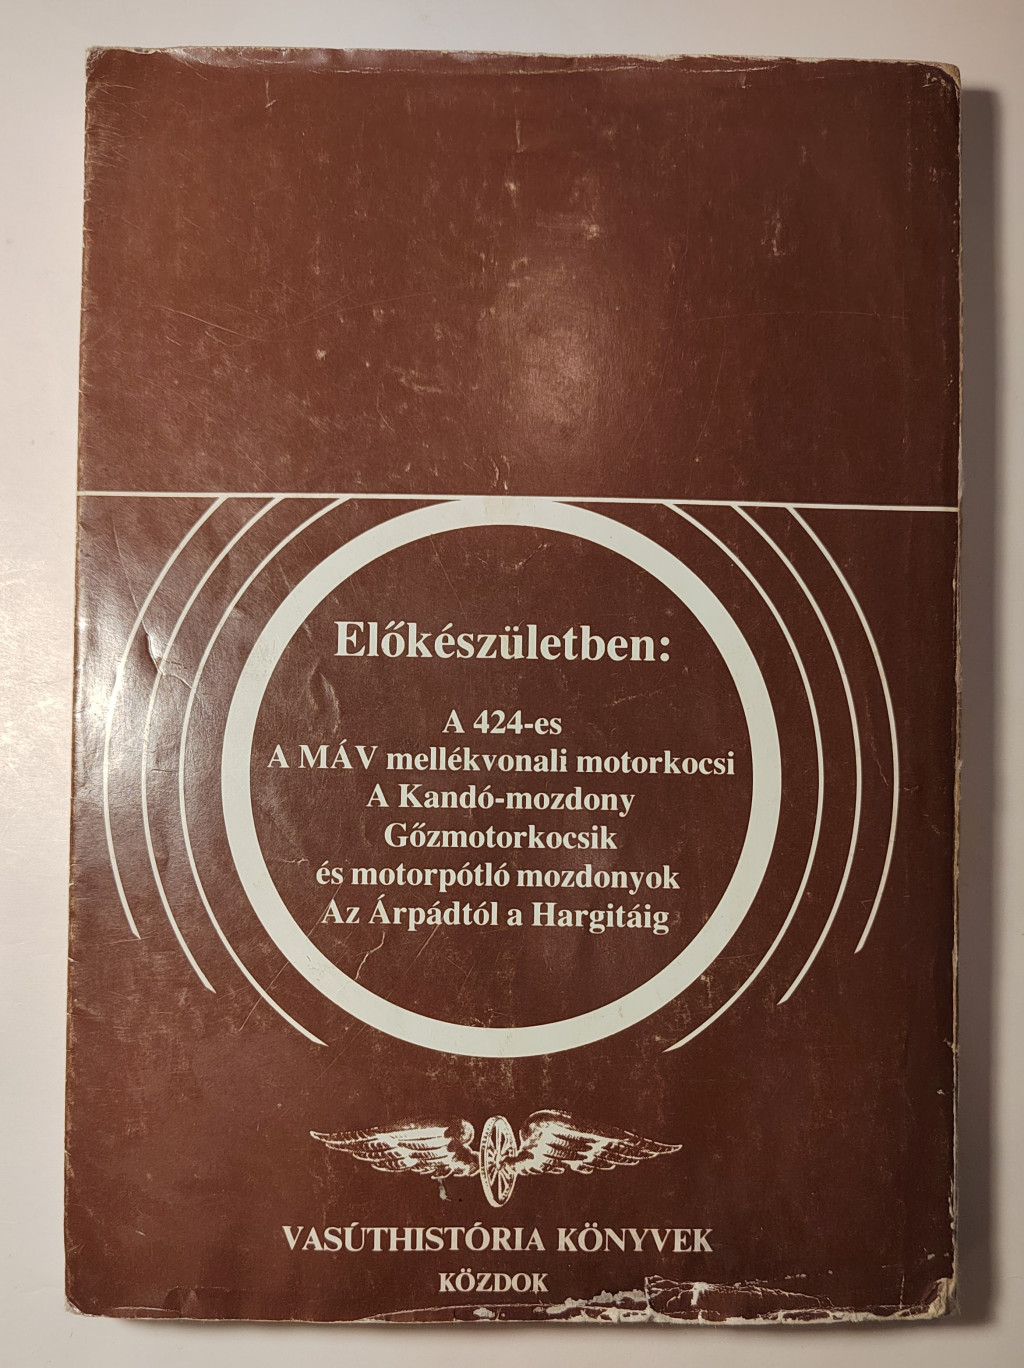 Előkészületben:
A 424-es
A MÁV mellékvonali motorkocsi
A Kandó-mozdony
Gőzmotorkocsik
és motorpótló mozdonyok
Az Árpádtól a Hargitáig
VASÚTHISTÓRIA KÖNYVEK
KÖZDOK